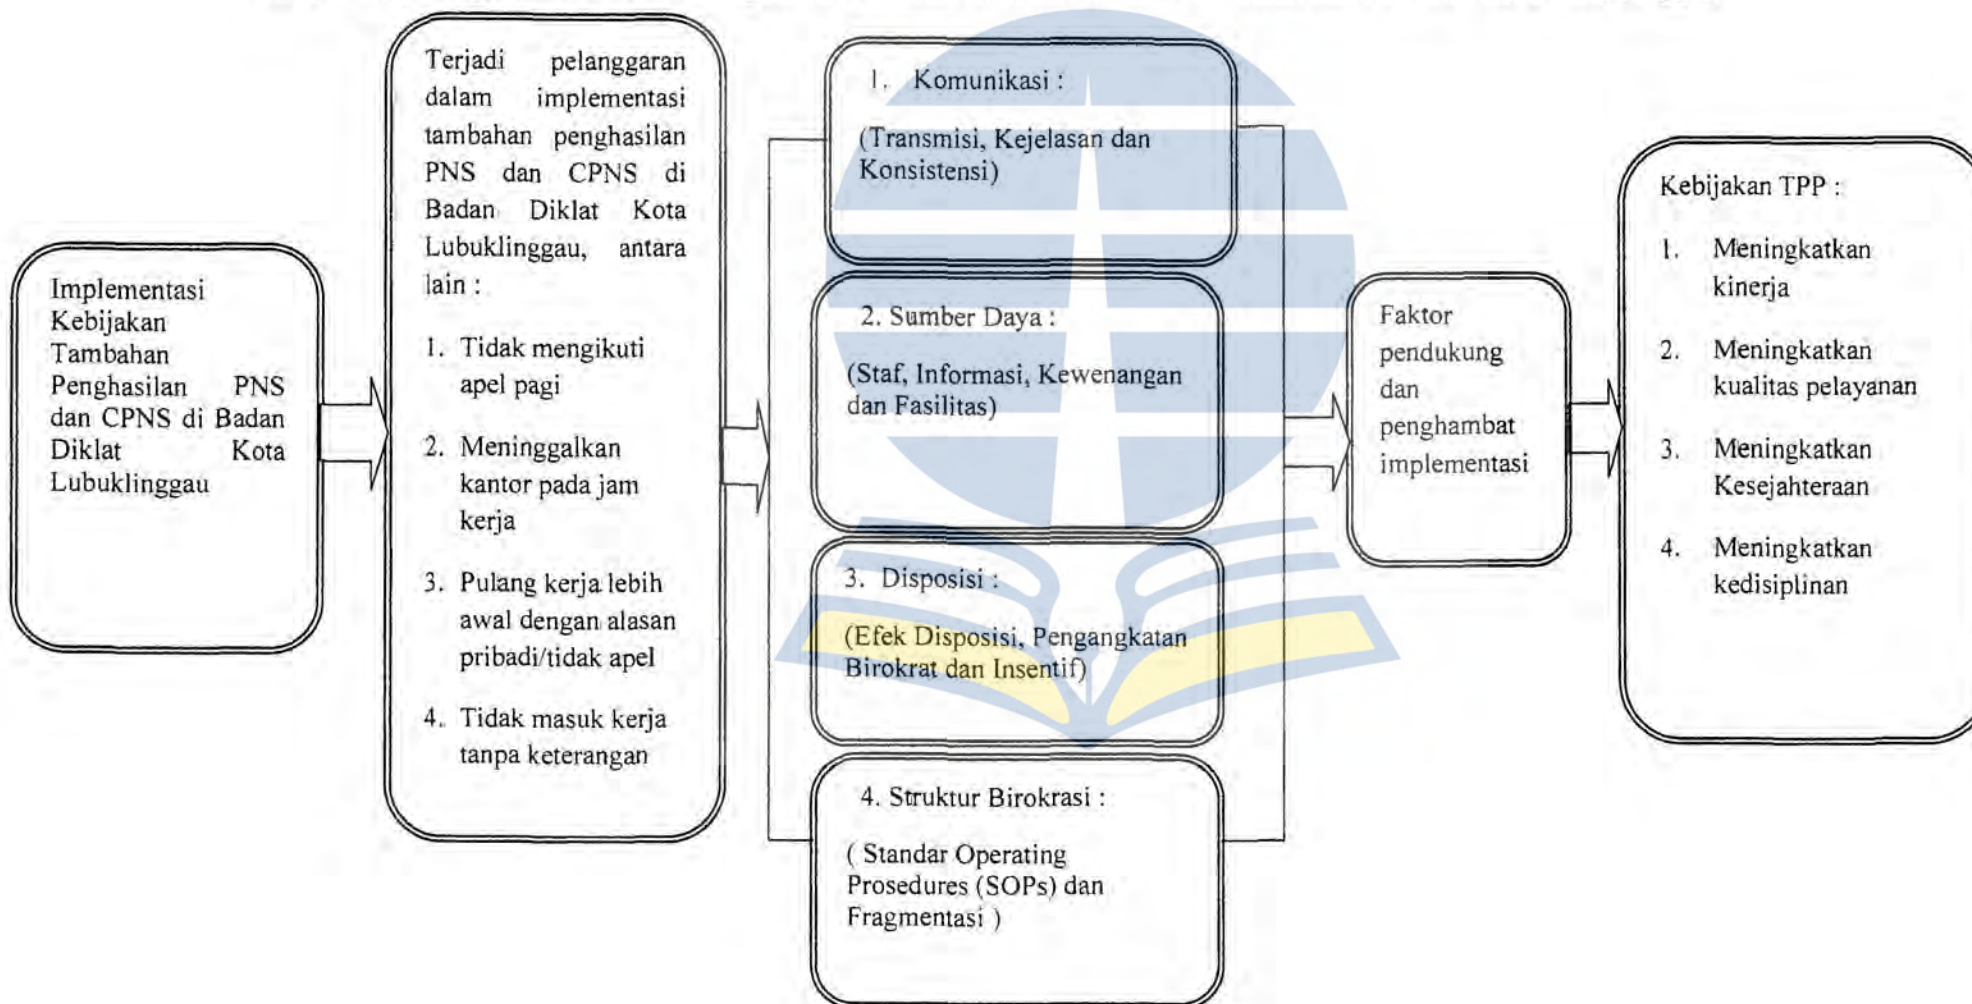 Implementasi
Kebijakan
Tambahan
Penghasilan PNS
dan CPNS di Badan
Diklat Kota
Lubuklinggau
Terjadi pelanggaran
dalam implementasi
tambahan penghasilan
PNS dan CPNS di
Badan Diklat Kota
Lubuklinggau, antara
lain :
1. Tidak mengikuti
apel pagi
2. Meninggalkan
kantor pada jam
kerja
3. Pulang kerja lebih
awal dengan alasan
pribadi/tidak apel
4. Tidak masuk kerja
tanpa keterangan
1. Komunikasi :
(Transmisi, Kejelasan dan
Konsistensi)
2. Sumber Daya :
(Staf, Informasi, Kewenangan
dan Fasilitas)
3. Disposisi :
(Efek Disposisi, Pengangkatan
Birokrat dan Insentif)
4. Struktur Birokrasi :
( Standar Operating
Prosedures (SOPs) dan
Fragmentasi )
Faktor
pendukung
dan
penghambat
implementasi
Kebijakan TPP :
1. Meningkatkan
kinerja
2. Meningkatkan
kualitas pelayanan
3. Meningkatkan
Kesejahteraan
4. Meningkatkan
kedisiplinan